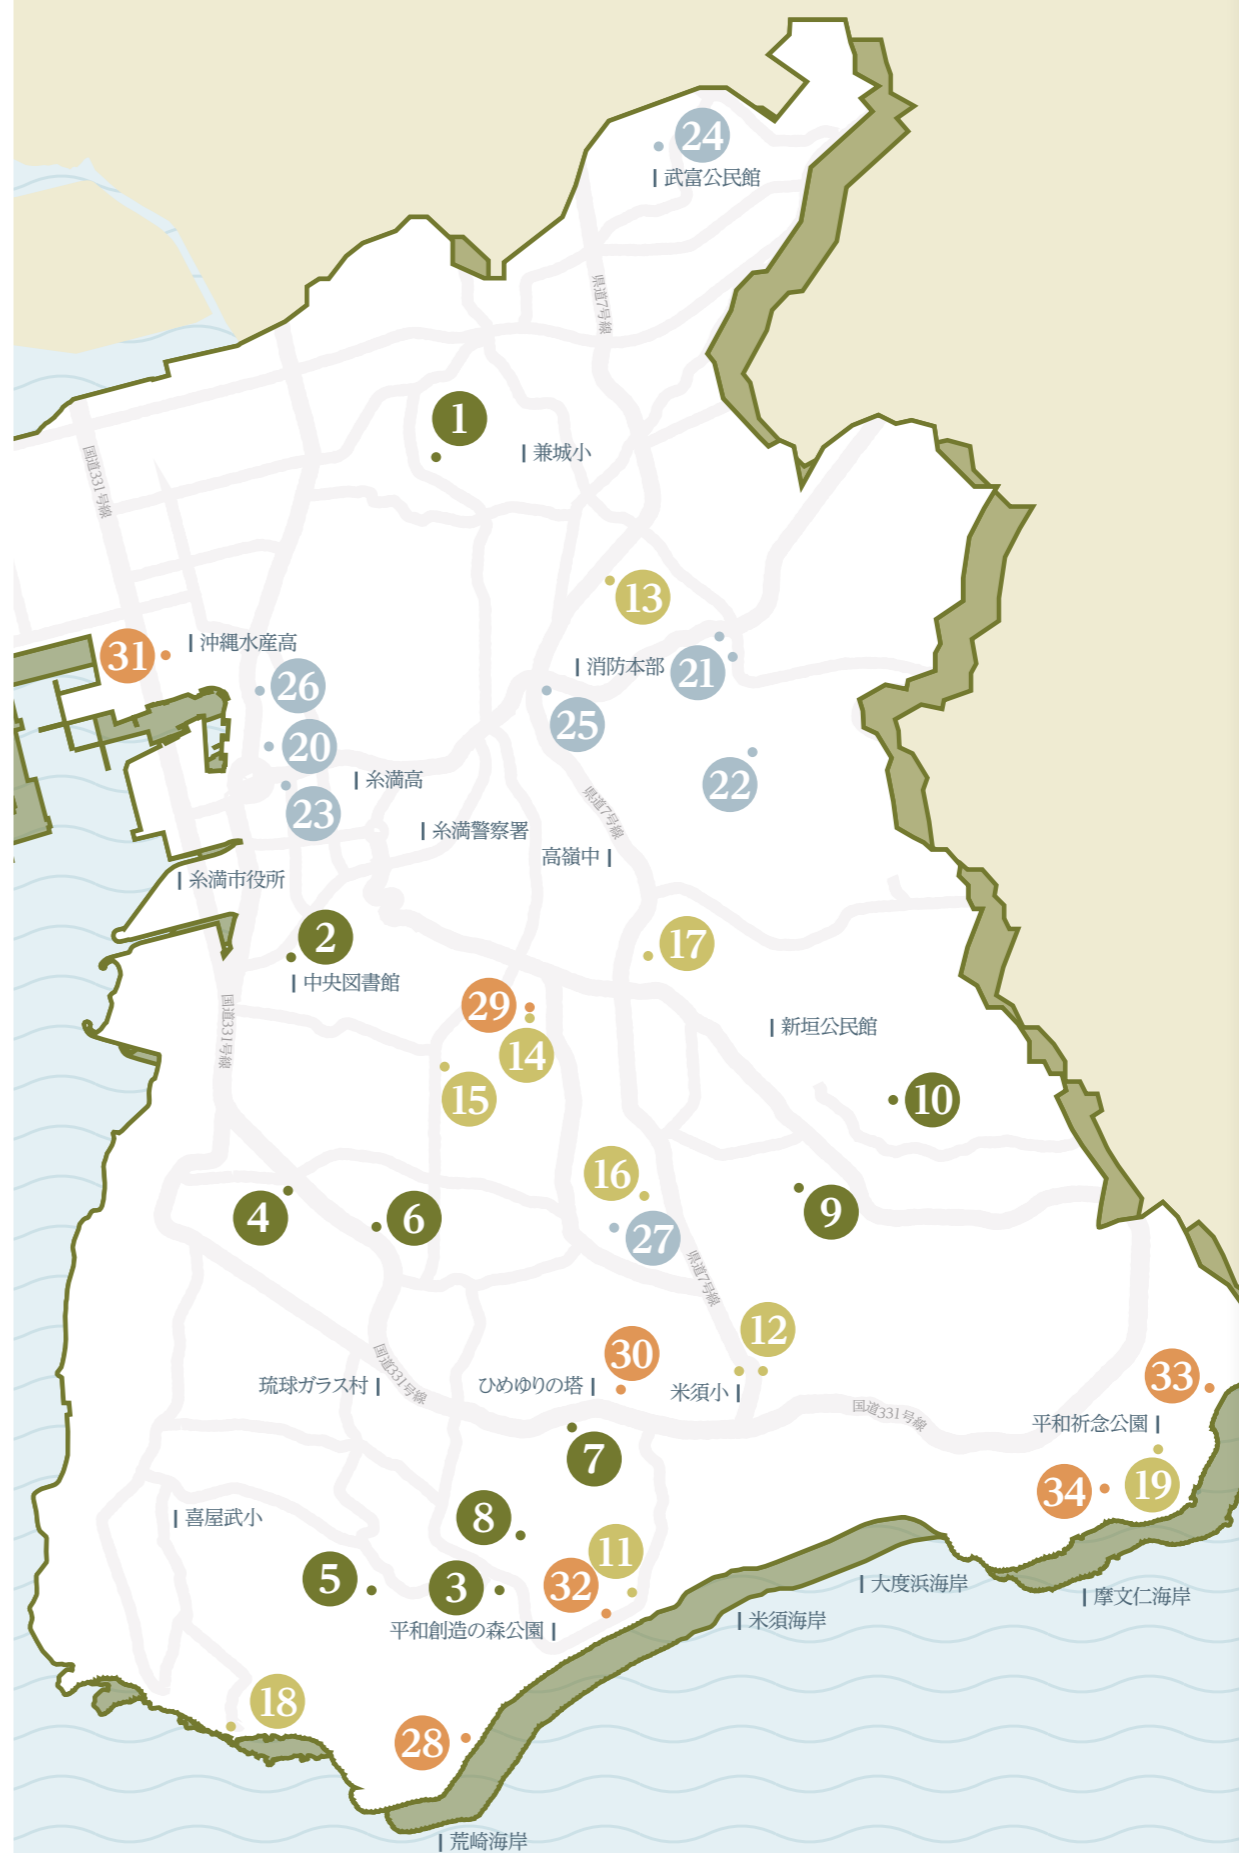 24
武富公民館
県道7号線
1
兼城小
国道331号線
13
31
沖縄水産高
消防本部
21
26
25
20
22
糸満高
23
県道7号線
糸満警察署
高嶺中
糸満市役所
2
17
中央図書館
29
国道331号線
新垣公民館
14
15
10
16
4
6
9
27
県道7号線
12
30
国道331号線
33
琉球ガラス村
ひめゆりの塔
米須小
国道331号線
平和祈念公園
7
34
19
喜屋武小
8
11
5
3
32
大度浜海岸
摩文仁海岸
米須海岸
平和創造の森公園
18
28
荒崎海岸